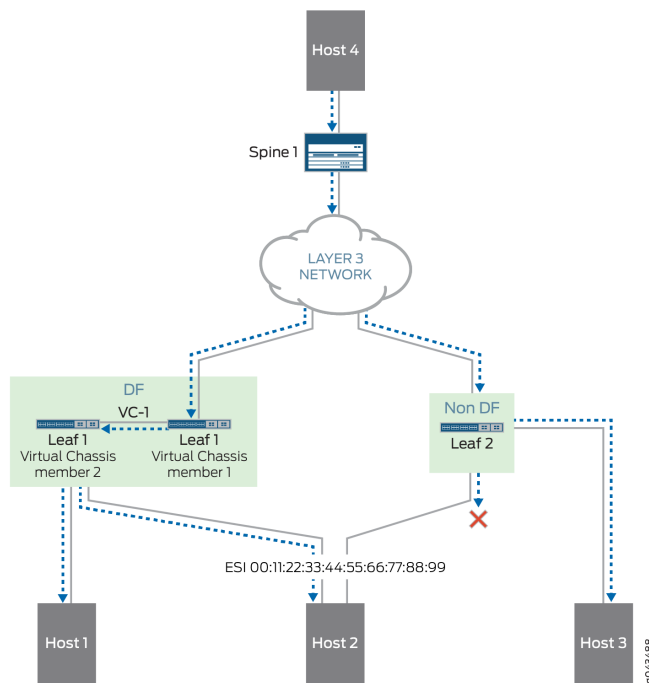 Host 4
Spine 1
LAYER 3
NETWORK
DF
VC-1
Leaf 1
Virtual Chassis
member 2
Leaf 1
Virtual Chassis
member 1
Non DF
Leaf 2
ESI 00:11:22:33:44:55:66:77:88:99
Host 1
Host 2
Host 3